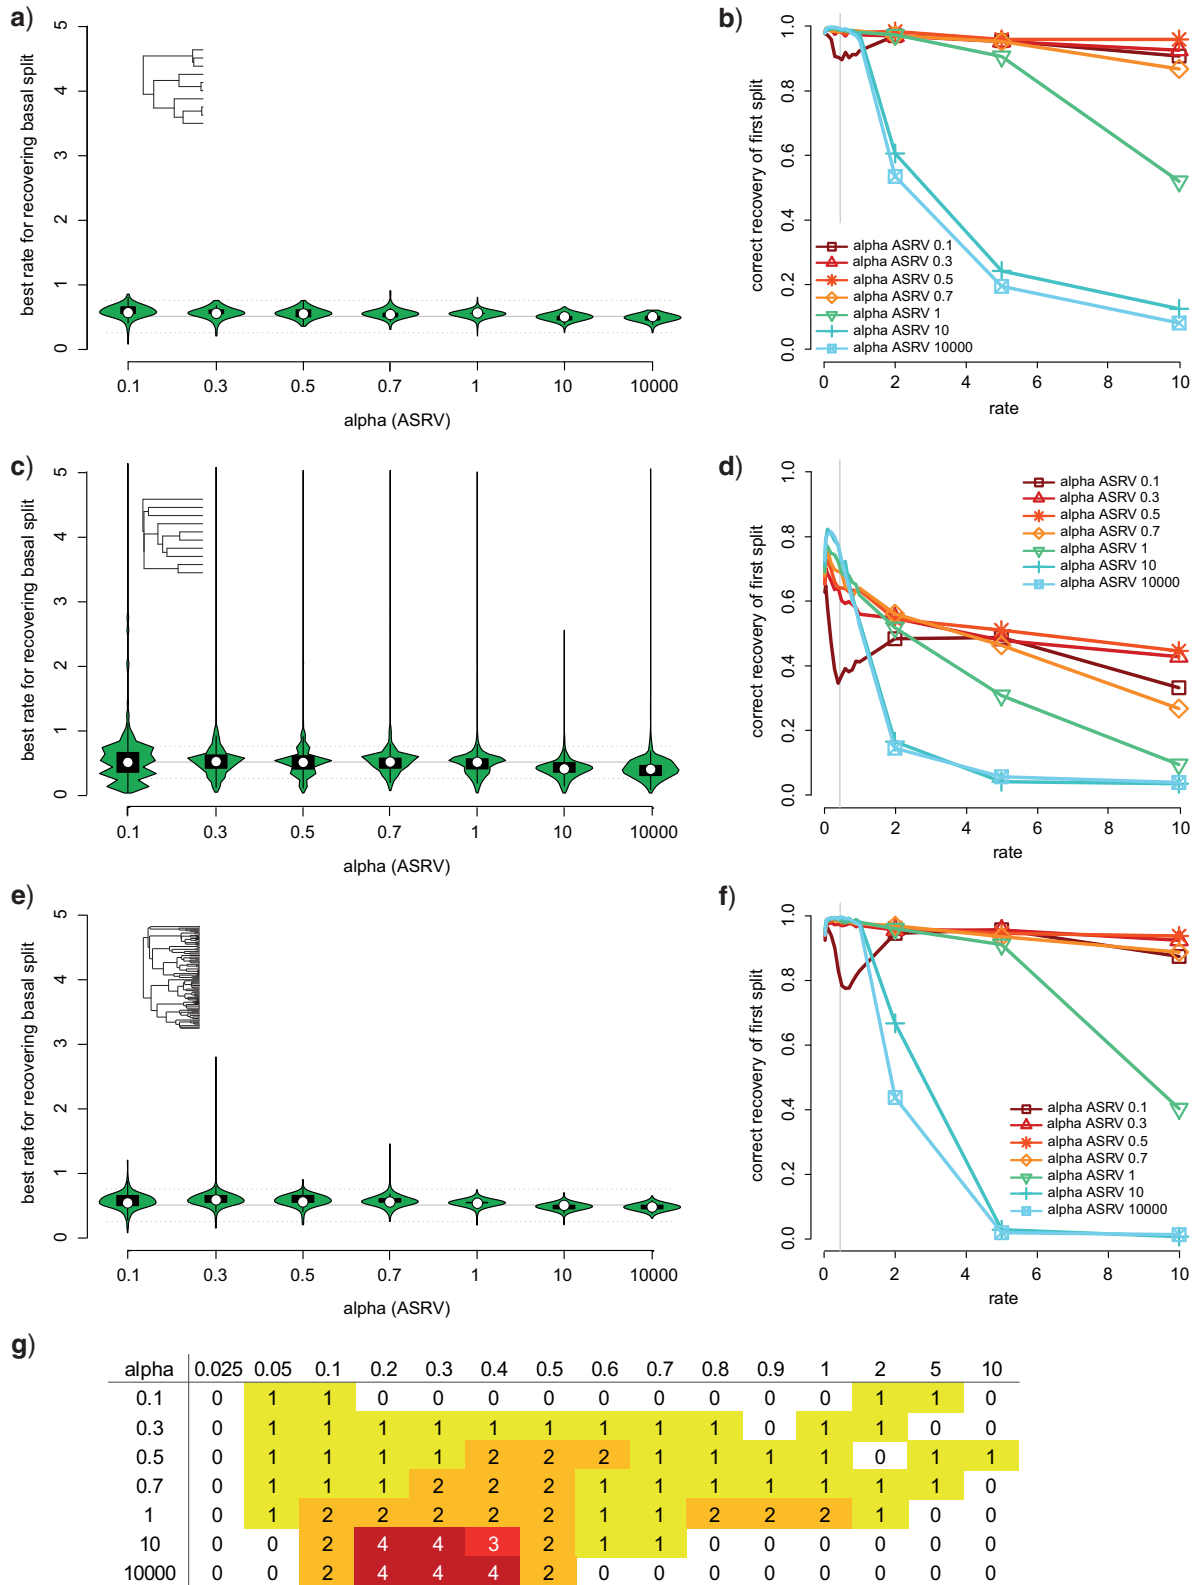 a)
best rate for recovering basal split
5
4
3
2
1
0
0.1 0.3 0.5 0.7 1 10 10000
alpha (ASRV)
b)
correct recovery of first split
1.0
0.8
0.6
0.4
0.2
0.0
alpha ASRV 0.1
alpha ASRV 0.3
alpha ASRV 0.5
alpha ASRV 0.7
alpha ASRV 1
alpha ASRV 10
alpha ASRV 10000
0 2 4 6 8 10
rate
c)
best rate for recovering basal split
5
4
3
2
1
0
0.1 0.3 0.5 0.7 1 10 10000
alpha (ASRV)
d)
correct recovery of first split
1.0
0.8
0.6
0.4
0.2
0.0
alpha ASRV 0.1
alpha ASRV 0.3
alpha ASRV 0.5
alpha ASRV 0.7
alpha ASRV 1
alpha ASRV 10
alpha ASRV 10000
0 2 4 6 8 10
rate
e)
best rate for recovering basal split
5
4
3
2
1
0
0.1 0.3 0.5 0.7 1 10 10000
alpha (ASRV)
f)
correct recovery of first split
1.0
0.8
0.6
0.4
0.2
0.0
alpha ASRV 0.1
alpha ASRV 0.3
alpha ASRV 0.5
alpha ASRV 0.7
alpha ASRV 1
alpha ASRV 10
alpha ASRV 10000
0 2 4 6 8 10
rate
g)
alpha 0.025 0.05 0.1 0.2 0.3 0.4 0.5 0.6 0.7 0.8 0.9 1 2 5 10
0.1 0 1 1 0 0 0 0 0 0 0 0 0 1 1 0
0.3 0 1 1 1 1 1 1 1 1 1 0 1 1 0 0
0.5 0 1 1 1 1 2 2 2 1 1 1 1 0 1 1
0.7 0 1 1 1 2 2 2 1 1 1 1 1 1 1 0
1 0 1 2 2 2 2 2 1 1 2 2 2 1 0 0
10 0 0 2 4 4 3 2 1 1 0 0 0 0 0 0
10000 0 0 2 4 4 4 2 0 0 0 0 0 0 0 0